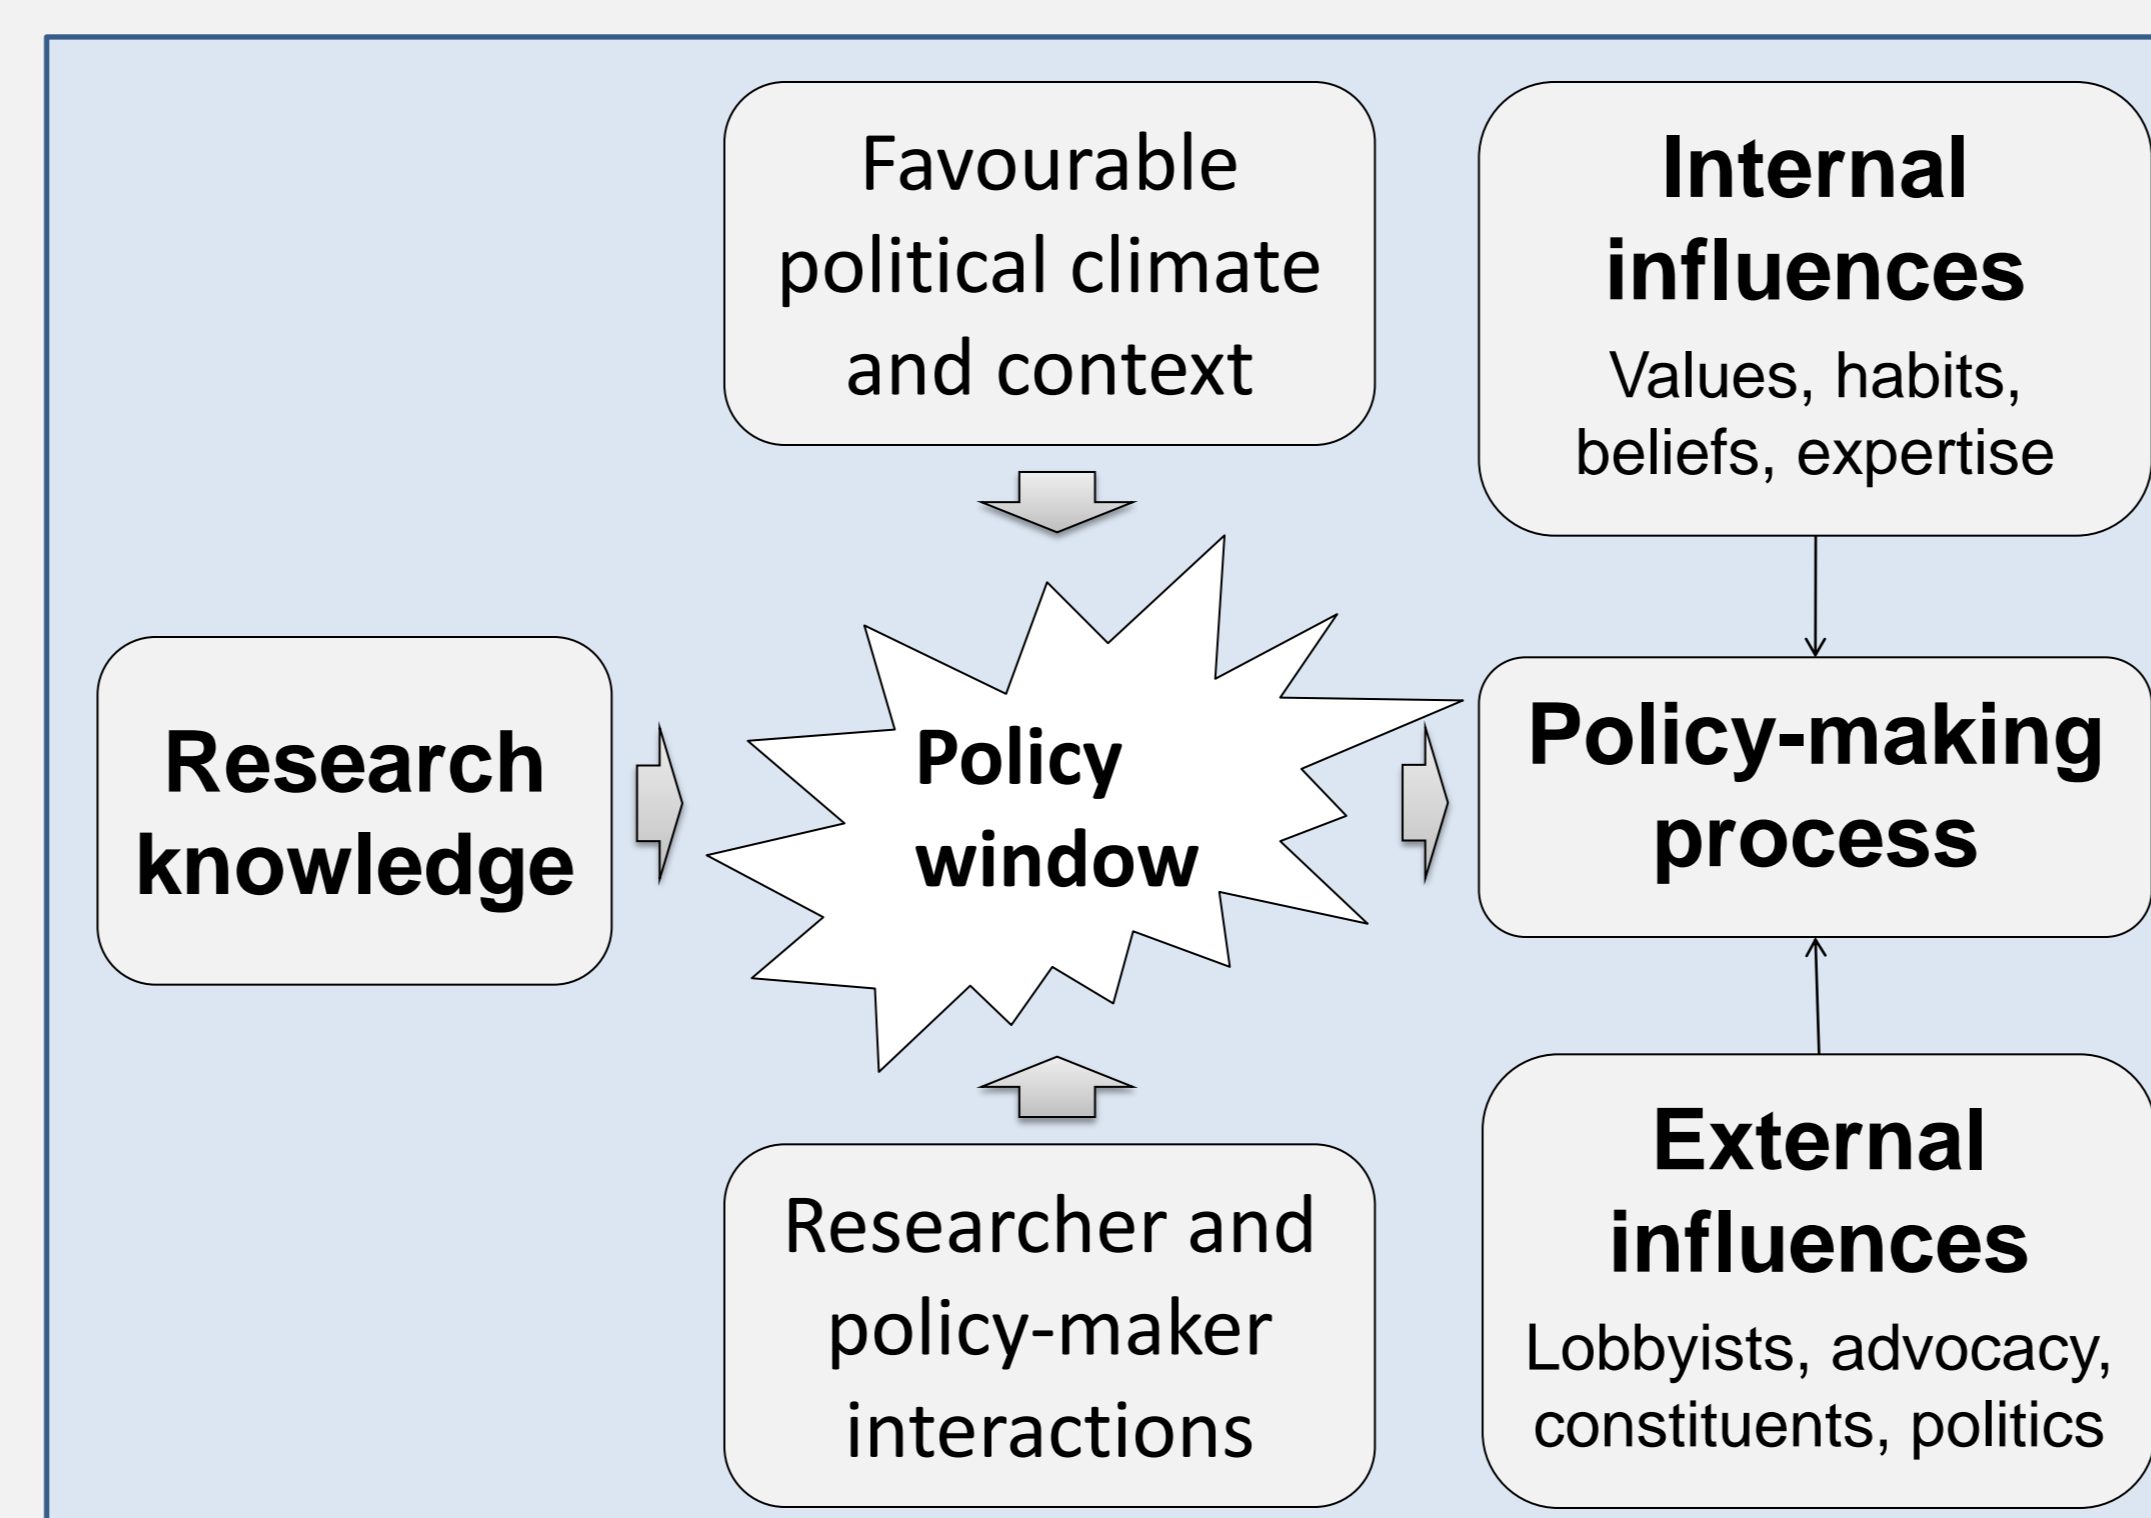 Favourable
political climate
and context
Internal
influences
Values, habits,
beliefs, expertise
Research
knowledge
Policy
window
Policy-making
process
Researcher and
policy-maker
interactions
External
influences
Lobbyists, advocacy,
constituents, politics